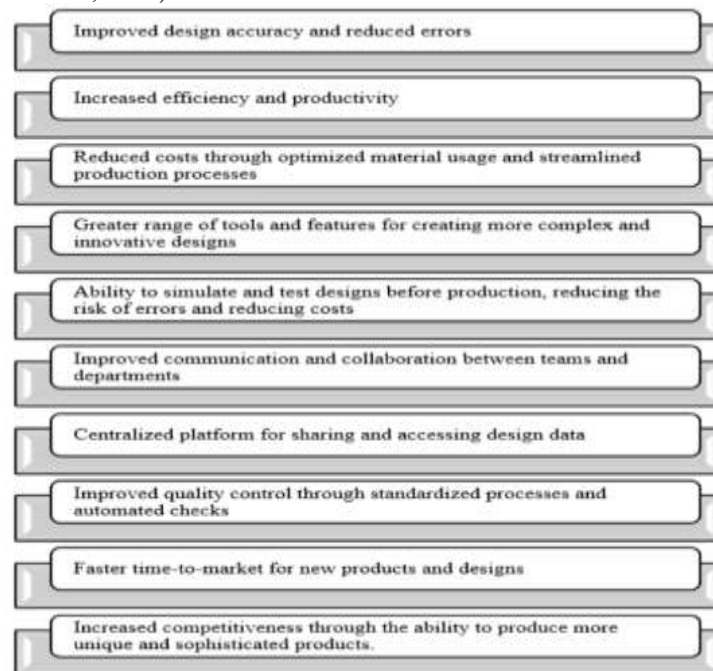 Improved design accuracy and reduced errors
Increased efficiency and productivity
Reduced costs through optimized material usage and streamlined
production processes
Greater range of tools and features for creating more complex and
innovative designs
Ability to simulate and test designs before production, reducing the
risk of errors and reducing costs
Improved communication and collaboration between teams and
departments
Centralized platform for sharing and accessing design data
Improved quality control through standardized processes and
automated checks
Faster time-to-market for new products and designs
Increased competitiveness through the ability to produce more
unique and sophisticated products.